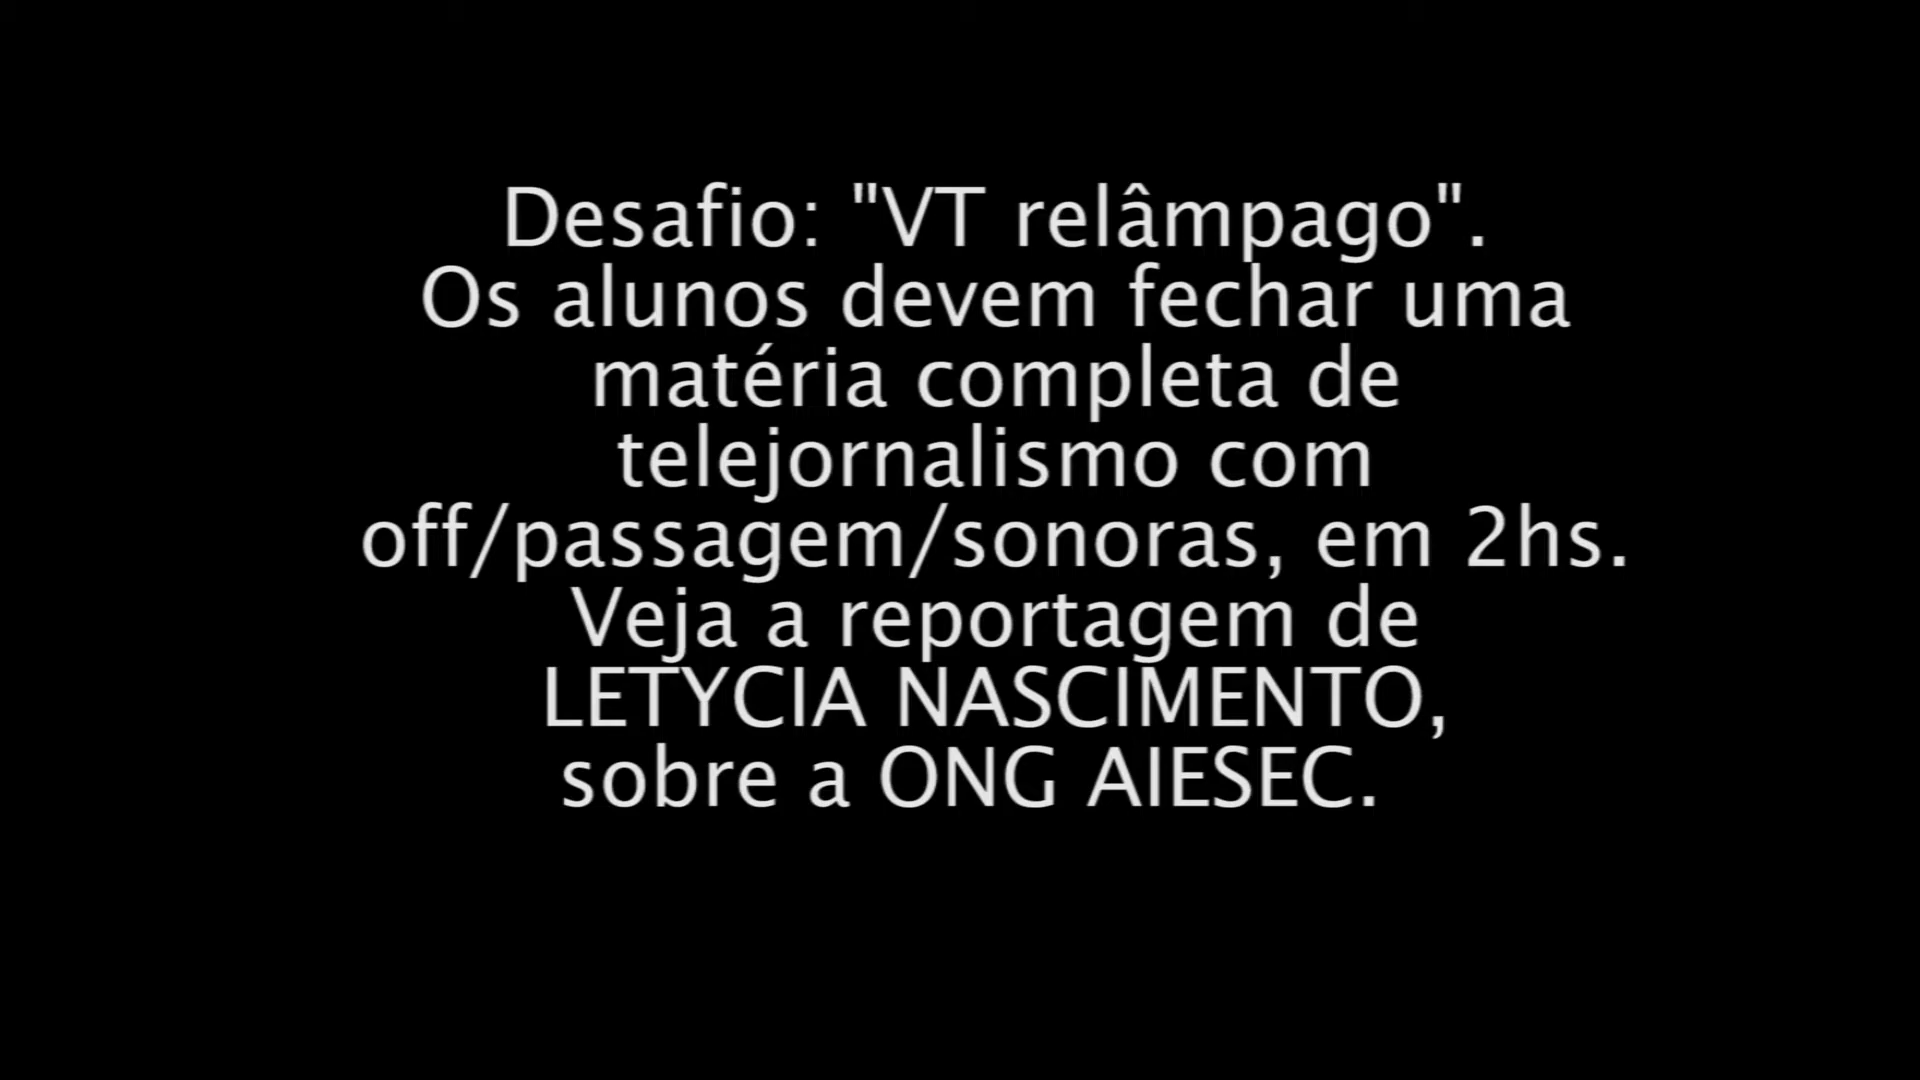 Desafio: "VT relâmpago".
Os alunos devem fechar uma
matéria completa de
telejornalismo com
off/passagem/sonoras, em 2hs.
Veja a reportagem de
LETYCIA NASCIMENTO,
sobre a ONG AIESEC.